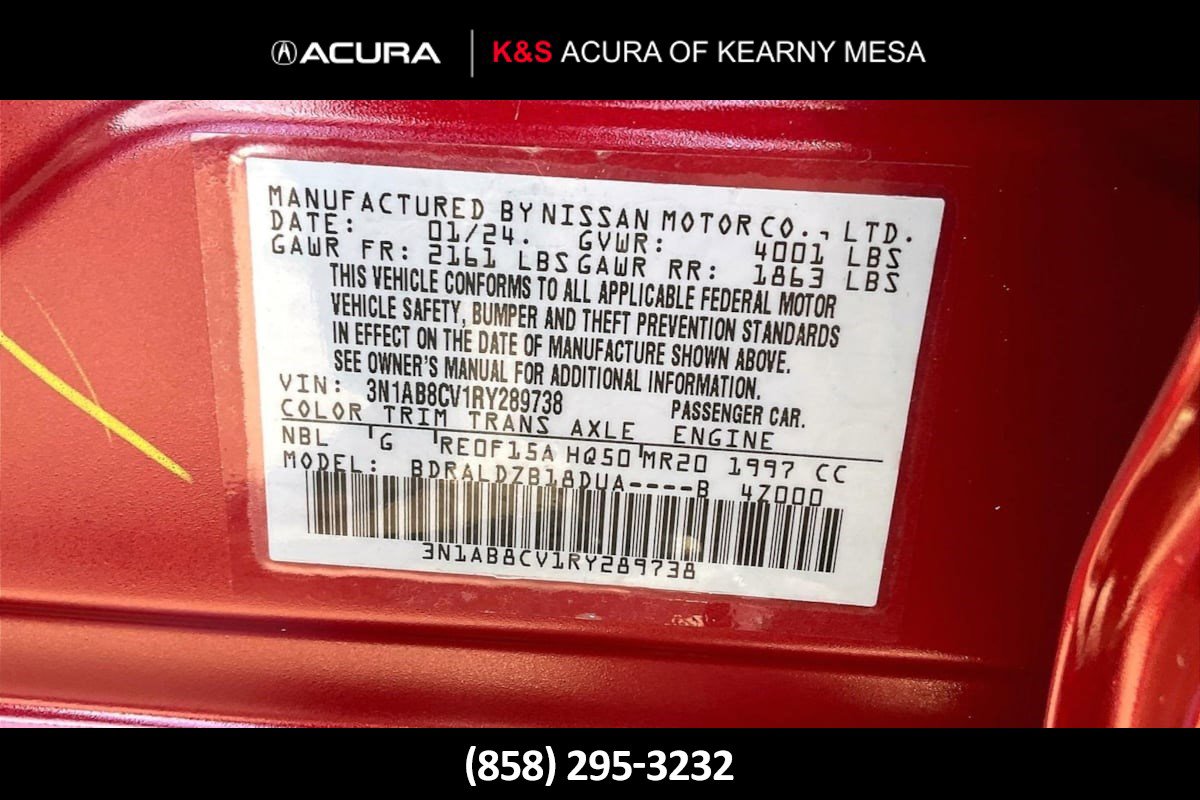 ACURA K&S ACURA OF KEARNY MESA
MANUFACTURED BY NISSAN MOTOR CO., LTD.
DATE: 01/24. GVWR: 4001 LBS
GAWR FR: 2161 LBS GAWR RR: 1863 LBS
THIS VEHICLE CONFORMS TO ALL APPLICABLE FEDERAL MOTOR
VEHICLE SAFETY, BUMPER AND THEFT PREVENTION STANDARDS
IN EFFECT ON THE DATE OF MANUFACTURE SHOWN ABOVE.
SEE OWNER'S MANUAL FOR ADDITIONAL INFORMATION.
VIN: 3N1AB8CV1RY289738 PASSENGER CAR.
COLOR TRIM TRANS AXLE ENGINE
NBL G RE0F15A HQ50 MR20 1997 CC
MODEL: BDRALDZB18DUA----B 4Z000
3N1AB8CV1RY289738
(858) 295-3232